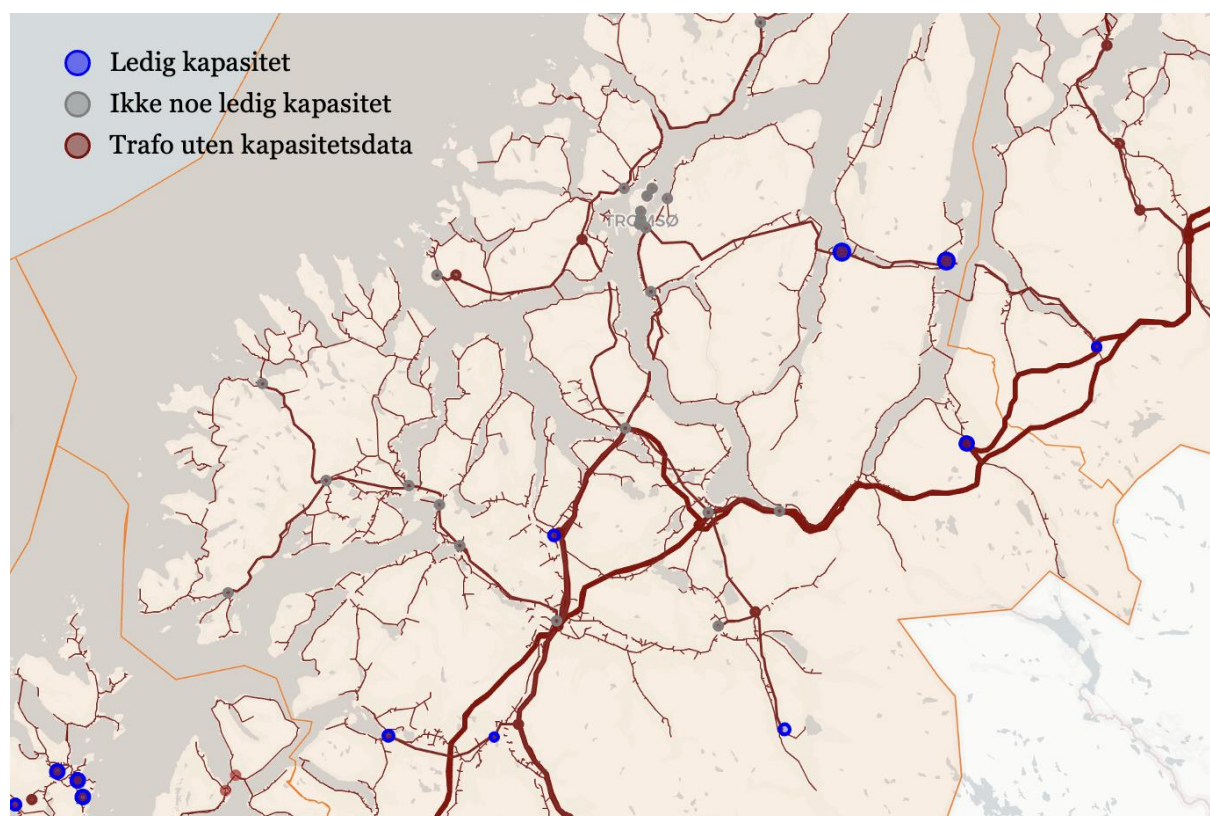 Ledig kapasitet
Ikke noe ledig kapasitet
Trafo uten kapasitetsdata
TROMSØ